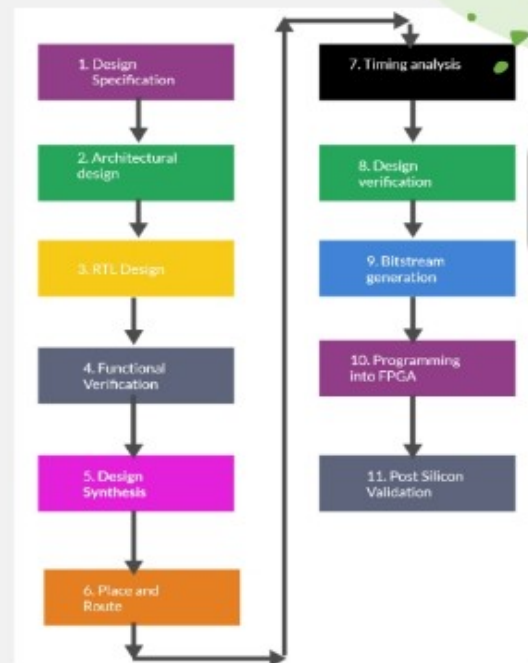 1. Design
Specification
2. Architectural
design
3. RTL Design
4. Functional
Verification
5. Design
Synthesis
6. Place and
Route
7. Timing analysis
8. Design
verification
9. Bitstream
generation
10. Programming
into FPGA
11. Post Silicon
Validation